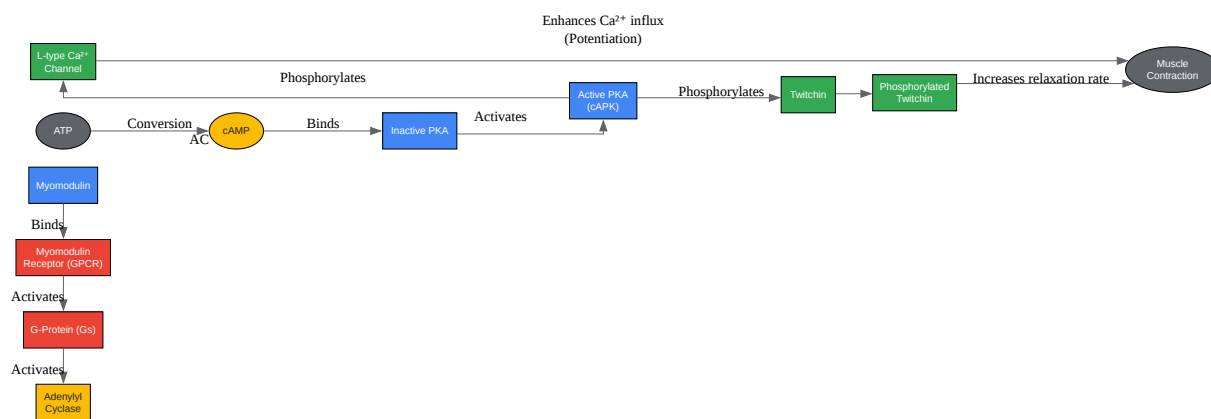 Enhances Ca²⁺ influx
(Potentiation)
L-type Ca²⁺
Channel
Muscle
Contraction
Phosphorylates
Active PKA
(cAPK)
Phosphorylates
Twitchin
Phosphorylated
Twitchin
Increases relaxation rate
ATP
Conversion
AC
cAMP
Binds
Inactive PKA
Activates
Myomodulin
Binds
Myomodulin
Receptor (GPCR)
Activates
G-Protein (Gs)
Activates
Adenylyl
Cyclase